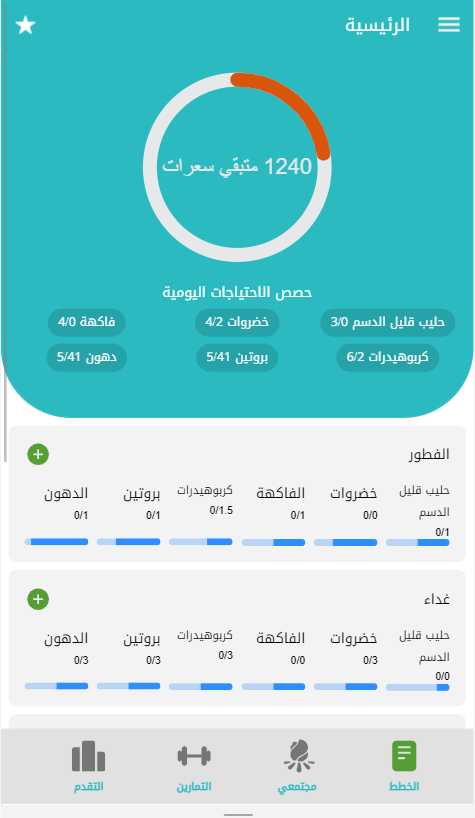 الرئيسية
1240 متبقي سعرات
حصص الاحتياجات اليومية
حليب قليل الدسم 3/0
خضروات 4/2
فاكهة 4/0
كربوهيدرات 6/2
بروتين 5/41
دهون 5/41
الفطور
حليب قليل
الدسم
0/1
خضروات
0/0
الفاكهة
0/1
كربوهيدرات
0/1.5
بروتين
0/1
الدهون
0/1
غداء
حليب قليل
الدسم
0/0
خضروات
0/3
الفاكهة
0/0
كربوهيدرات
0/3
بروتين
0/3
الدهون
0/3
الخطط
مجتمعي
التمارين
التقدم